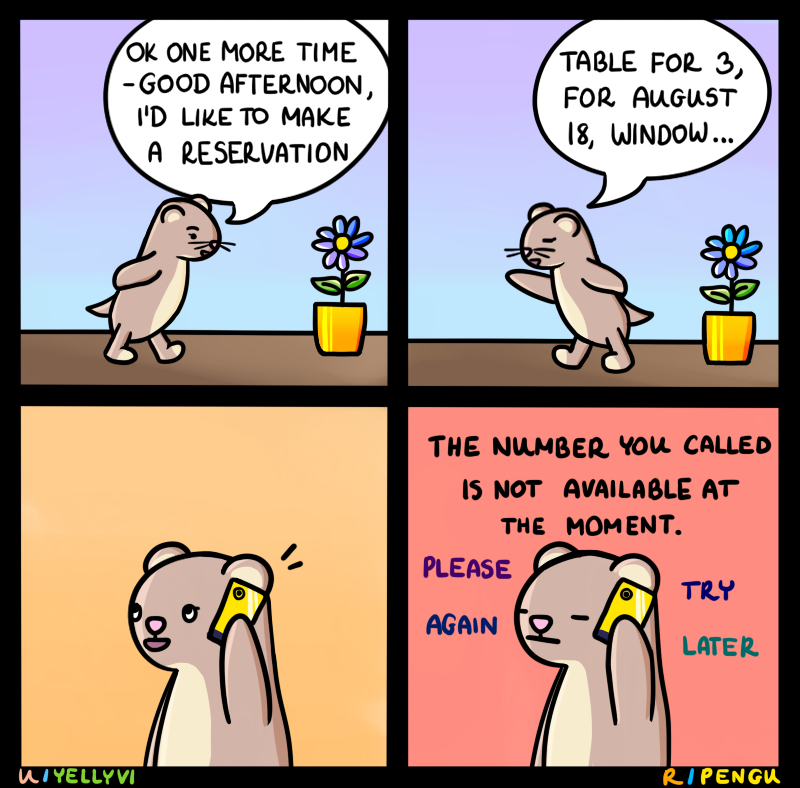 OK ONE MORE TIME
-GOOD AFTERNOON,
I'D LIKE TO MAKE
A RESERVATION
TABLE FOR 3,
FOR AUGUST
18, WINDOW...
THE NUMBER YOU CALLED
IS NOT AVAILABLE AT
THE MOMENT.
PLEASE
TRY
AGAIN
LATER
U/YELLYVI
R/PENGU